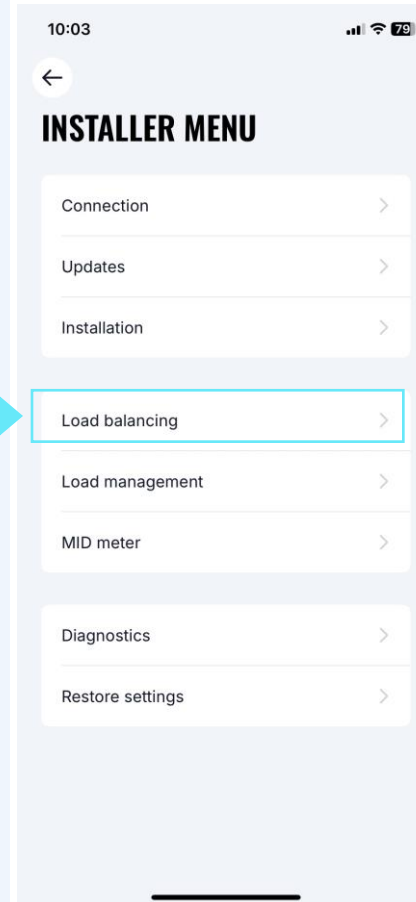 10:03
79
INSTALLER MENU
Connection
Updates
Installation
Load balancing
Load management
MID meter
Diagnostics
Restore settings